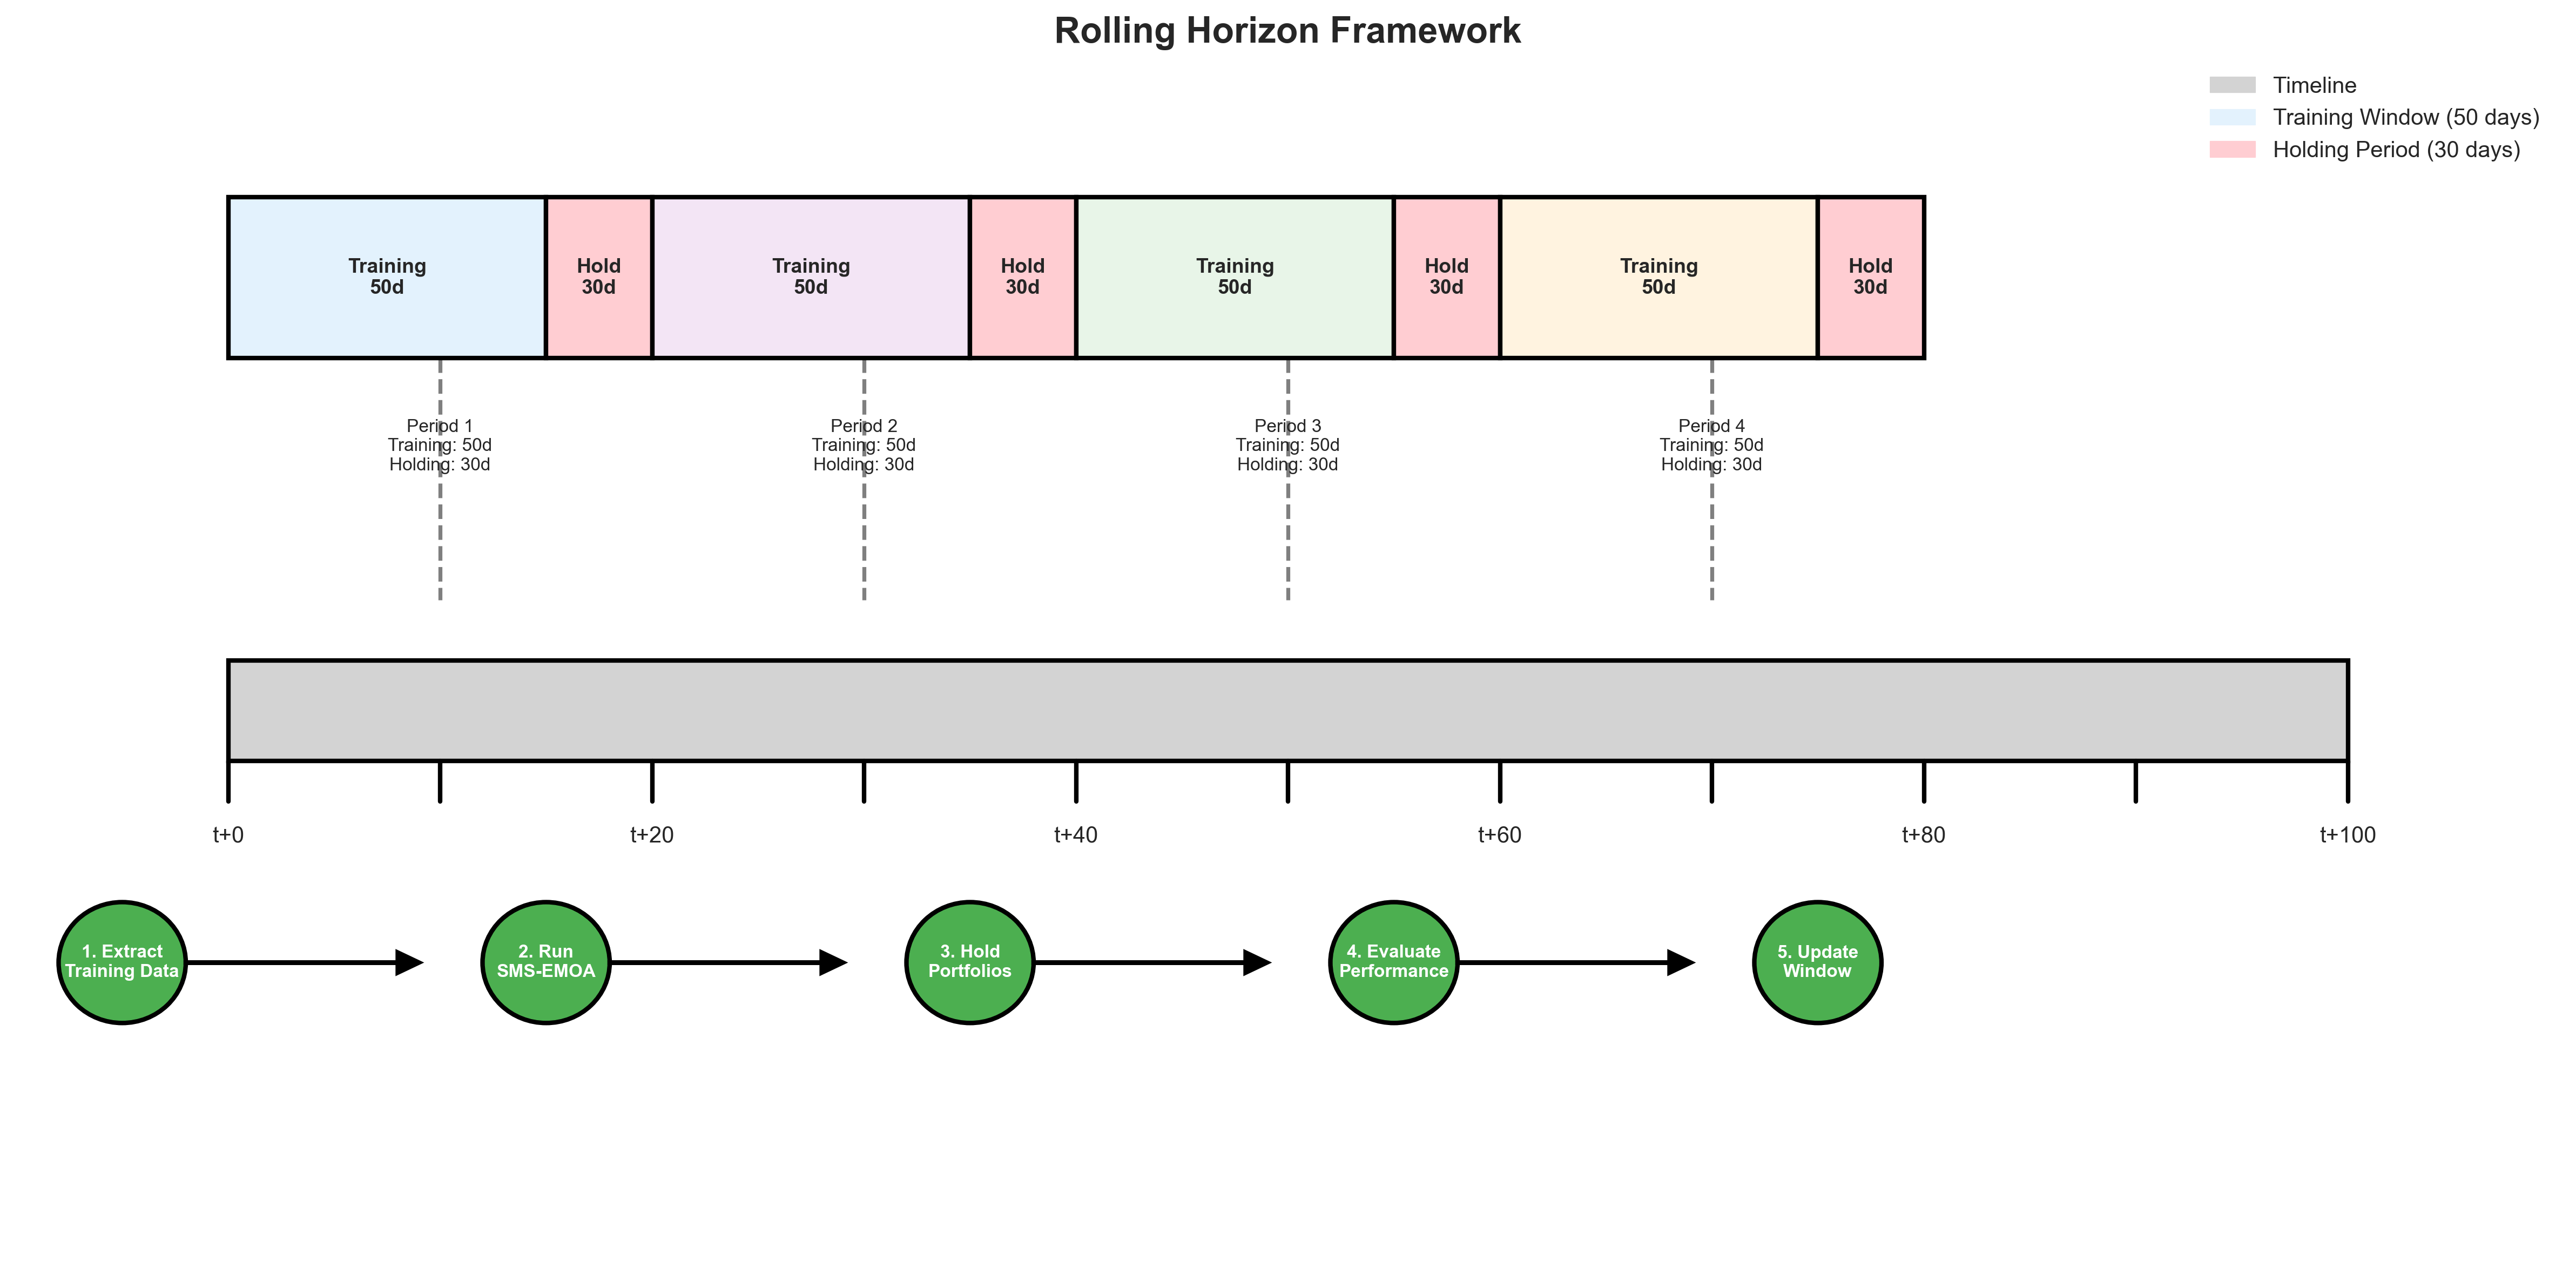 Rolling Horizon Framework
Timeline
Training Window (50 days)
Holding Period (30 days)
Training
50d
Hold
30d
Training
50d
Hold
30d
Training
50d
Hold
30d
Training
50d
Hold
30d
Period 1
Training: 50d
Holding: 30d
Period 2
Training: 50d
Holding: 30d
Period 3
Training: 50d
Holding: 30d
Period 4
Training: 50d
Holding: 30d
t+0
t+20
t+40
t+60
t+80
t+100
1. Extract
Training Data
2. Run
SMS-EMOA
3. Hold
Portfolios
4. Evaluate
Performance
5. Update
Window